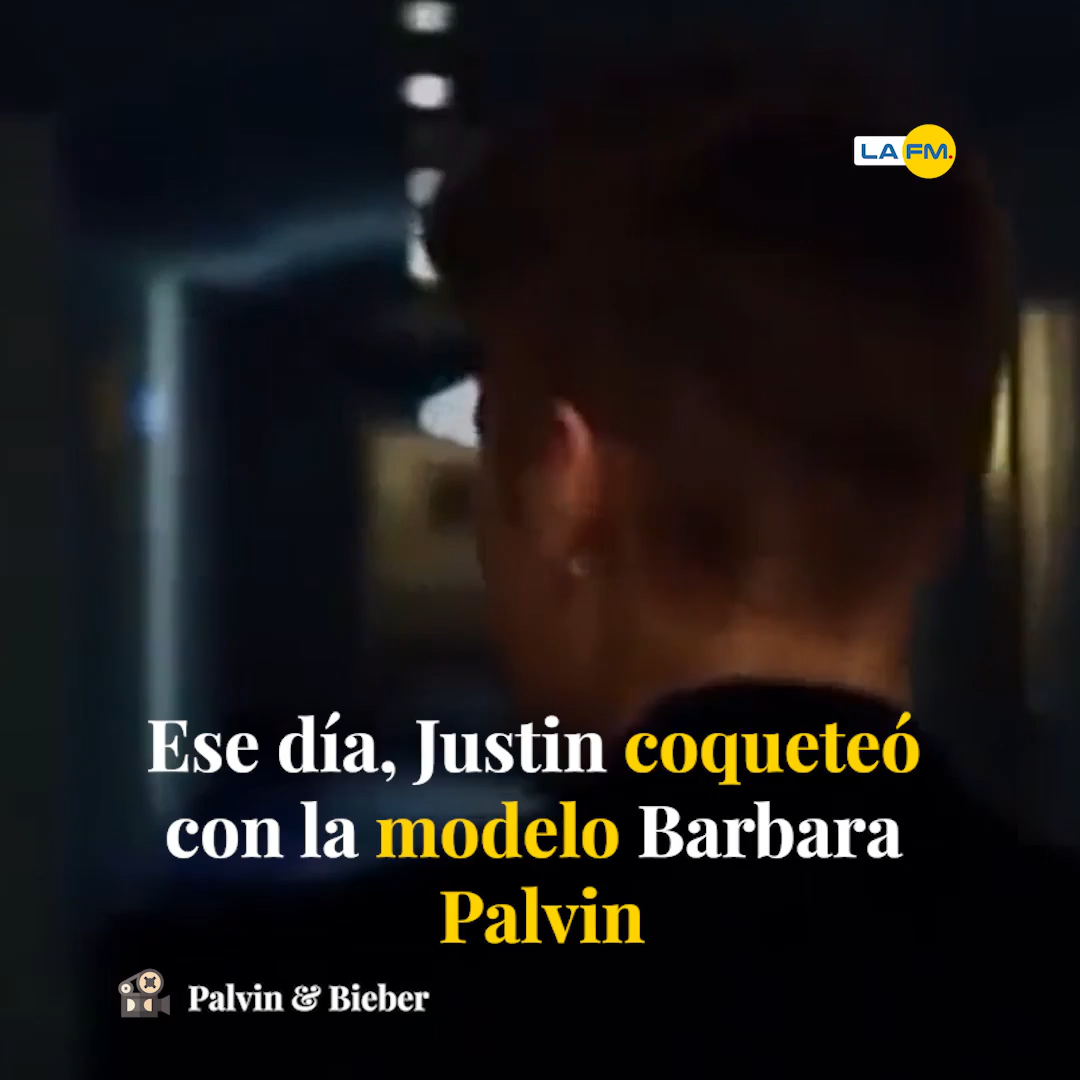 LA FM.
Ese día, Justin coqueteó
con la modelo Barbara
Palvin
Palvin & Bieber